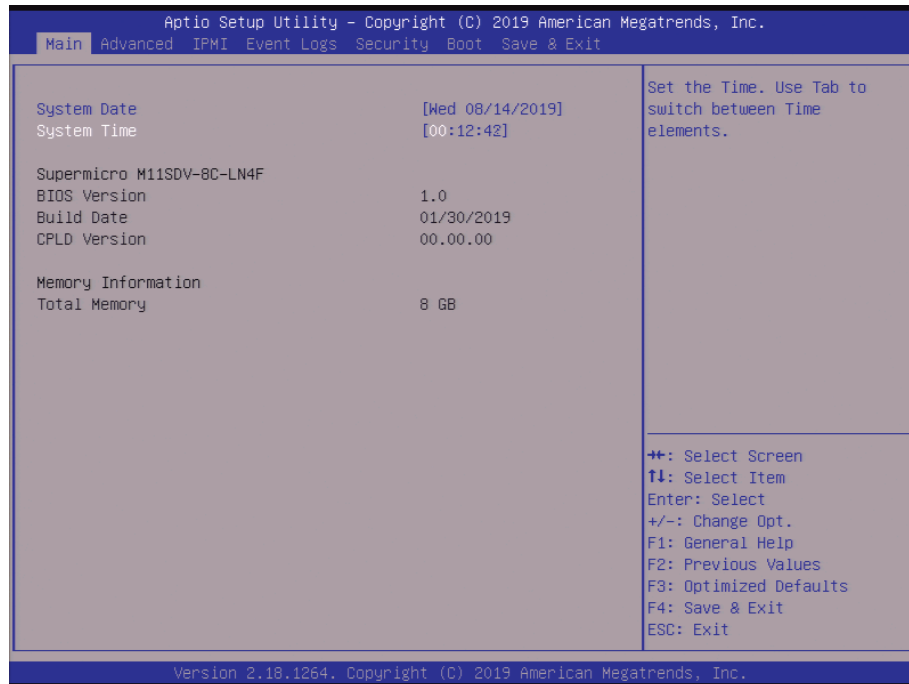 Aptio Setup Utility – Copyright (C) 2019 American Megatrends, Inc.
Main Advanced IPMI Event Logs Security Boot Save & Exit
System Date [Wed 08/14/2019]
System Time [00:12:42]
Supermicro M11SDV-8C-LN4F
BIOS Version 1.0
Build Date 01/30/2019
CPLD Version 00.00.00
Memory Information
Total Memory 8 GB
Set the Time. Use Tab to
switch between Time
elements.
→←: Select Screen
↑↓: Select Item
Enter: Select
+/-: Change Opt.
F1: General Help
F2: Previous Values
F3: Optimized Defaults
F4: Save & Exit
ESC: Exit
Version 2.18.1264. Copyright (C) 2019 American Megatrends, Inc.